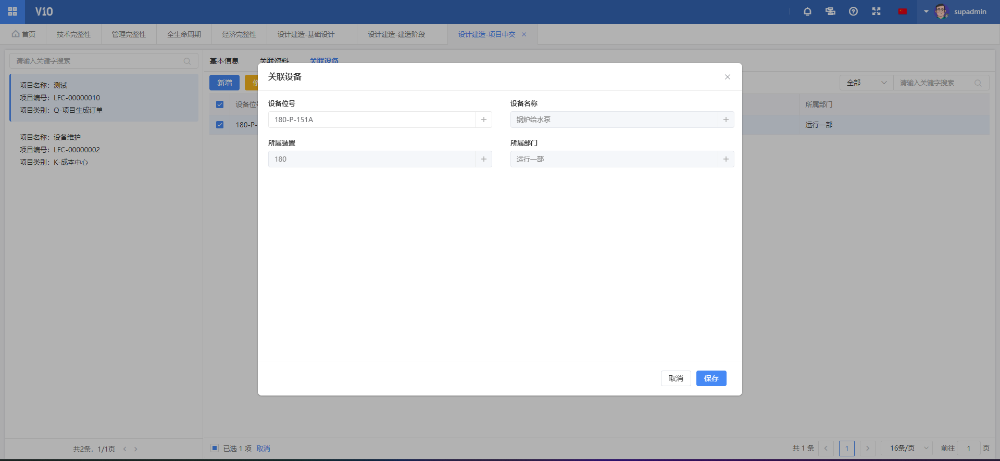 V10
supadmin
首页
技术完整性
管理完整性
全生命周期
经济完整性
设计建造-基础设计
设计建造-建造阶段
设计建造-项目中交
请输入关键字搜索
项目名称：测试
项目编号：LFC-00000010
项目类别：Q-项目生成订单
项目名称：设备维护
项目编号：LFC-00000002
项目类别：K-成本中心
共2条，1/1页
基本信息
关联资料
关联设备
新增
全部
请输入关键字搜索
设备位
所属部门
180-P-
运行一部
关联设备
设备位号
180-P-151A
设备名称
锅炉给水泵
所属装置
180
所属部门
运行一部
取消
保存
已选 1 项
取消
共 1 条
1
16条/页
前往
1
页